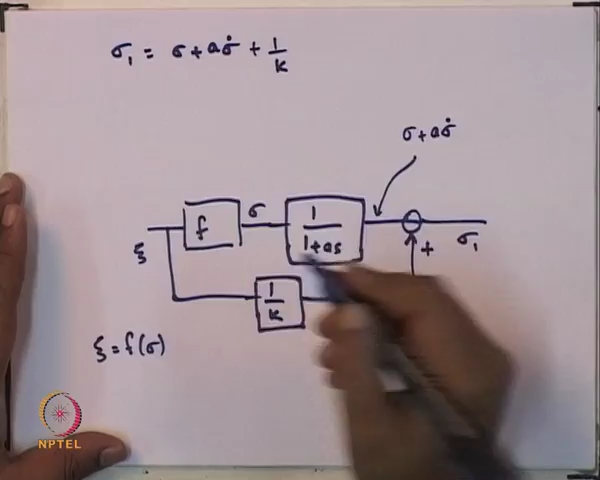 σ₁ = σ + aσ̇ + 1/k
σ + aσ̇
f
σ
1/1+as
ξ
+
σ₁
1/k
ξ = f(σ)
NPTEL